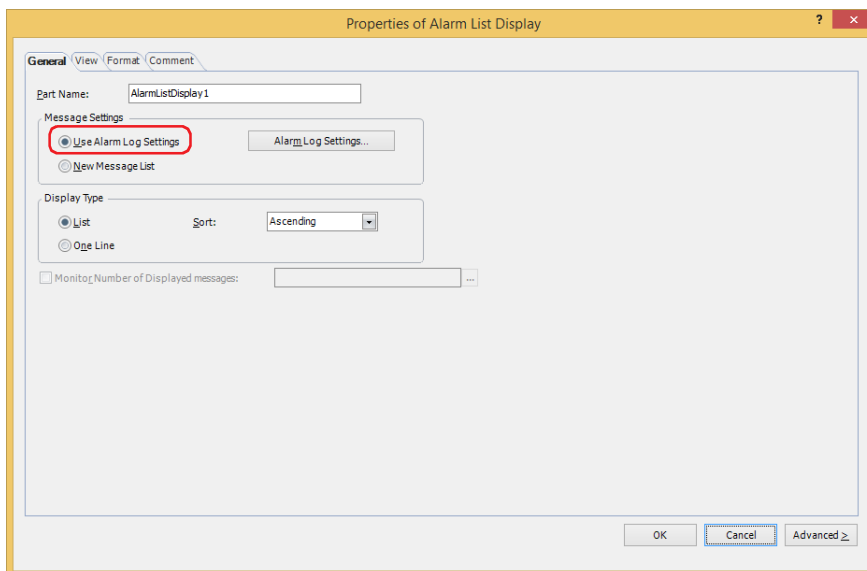 Properties of Alarm List Display ? ×
General View Format Comment
Part Name: AlarmListDisplay1
Message Settings
Use Alarm Log Settings Alarm Log Settings...
New Message List
Display Type
List Sort: Ascending
One Line
Monitor Number of Displayed messages: ...
OK Cancel Advanced >